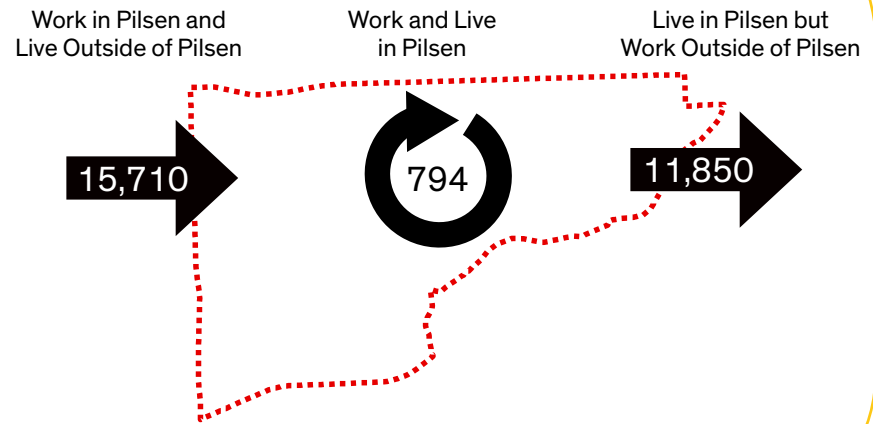 Work in Pilsen and
Live Outside of Pilsen
Work and Live
in Pilsen
Live in Pilsen but
Work Outside of Pilsen
15,710
794
11,850